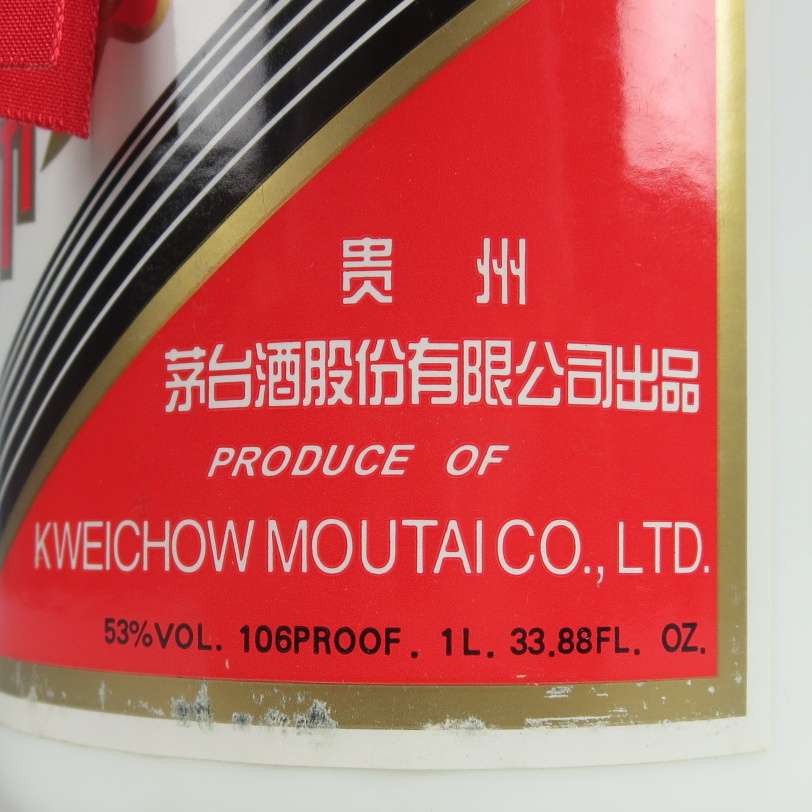 贵州
茅台酒股份有限公司出品
PRODUCE OF
KWEICHOW MOUTAI CO., LTD.
53%VOL. 106PROOF. 1L. 33.88FL. OZ.